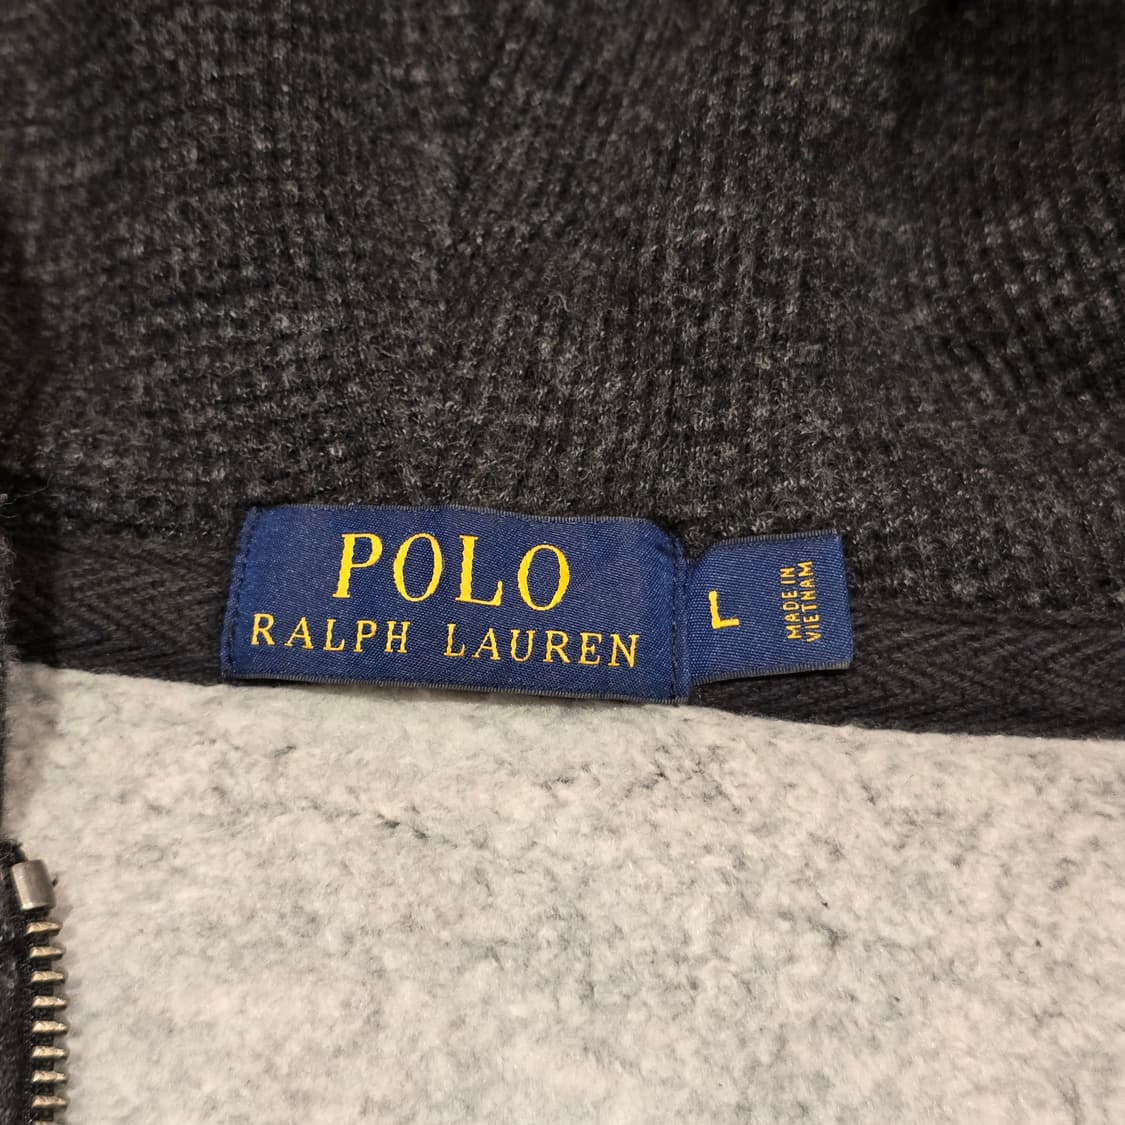 POLO
RALPH LAUREN
L
MADE IN
VIETNAM